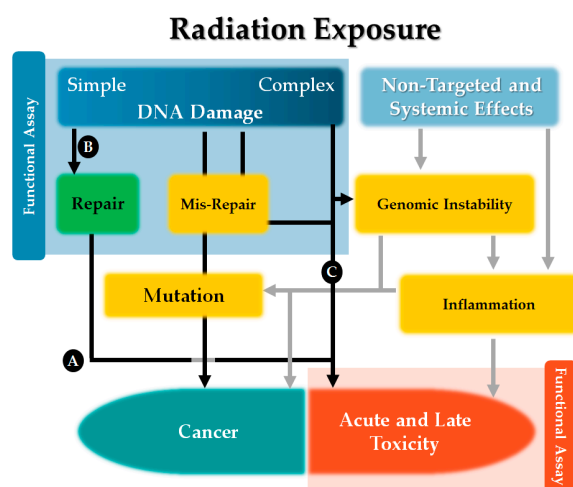 Radiation Exposure
Functional Assay
Simple
Complex
DNA Damage
Non-Targeted and
Systemic Effects
B
Repair
Mis-Repair
Genomic Instability
C
Mutation
Inflammation
A
Cancer
Acute and Late
Toxicity
Functional Assay